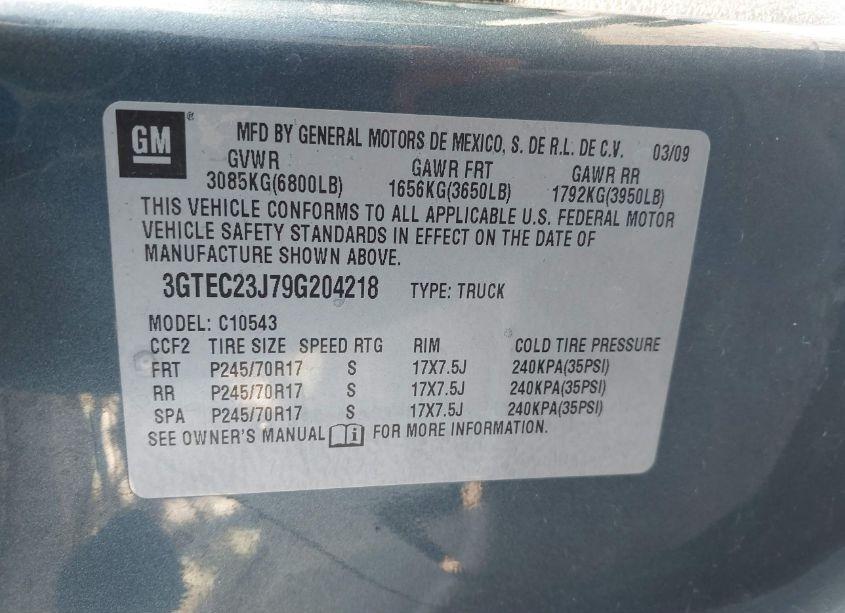 GM® MFD BY GENERAL MOTORS DE MEXICO, S. DE R.L. DE C.V. 03/09
GVWR GAWR FRT GAWR RR
3085KG(6800LB) 1656KG(3650LB) 1792KG(3950LB)
THIS VEHICLE CONFORMS TO ALL APPLICABLE U.S. FEDERAL MOTOR
VEHICLE SAFETY STANDARDS IN EFFECT ON THE DATE OF
MANUFACTURE SHOWN ABOVE.
3GTEC23J79G204218 TYPE: TRUCK
MODEL: C10543
CCF2 TIRE SIZE SPEED RTG RIM COLD TIRE PRESSURE
FRT P245/70R17 S 17X7.5J 240KPA(35PSI)
RR P245/70R17 S 17X7.5J 240KPA(35PSI)
SPA P245/70R17 S 17X7.5J 240KPA(35PSI)
SEE OWNER'S MANUAL i FOR MORE INFORMATION.